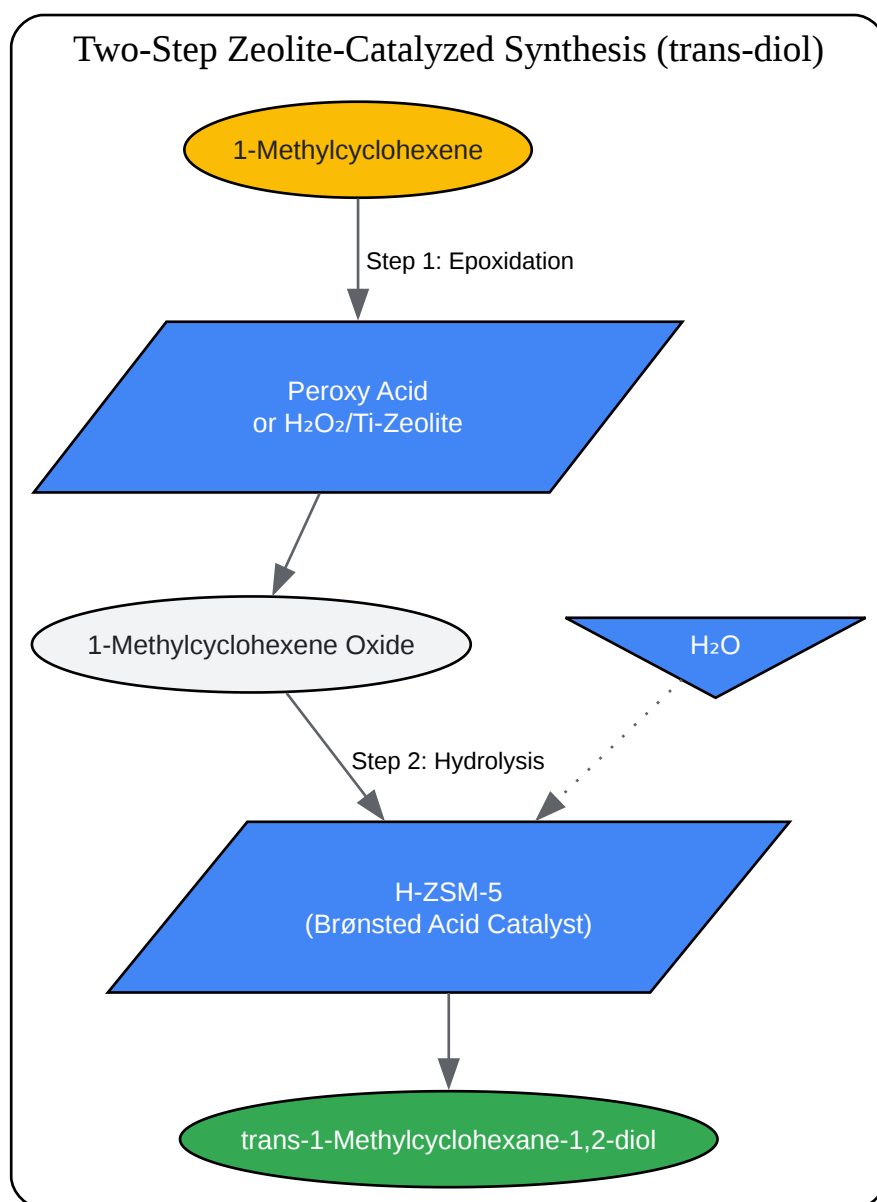 Two-Step Zeolite-Catalyzed Synthesis (trans-diol)
1-Methylcyclohexene
Step 1: Epoxidation
Peroxy Acid
or H₂O₂/Ti-Zeolite
1-Methylcyclohexene Oxide
H₂O
Step 2: Hydrolysis
H-ZSM-5
(Brønsted Acid Catalyst)
trans-1-Methylcyclohexane-1,2-diol